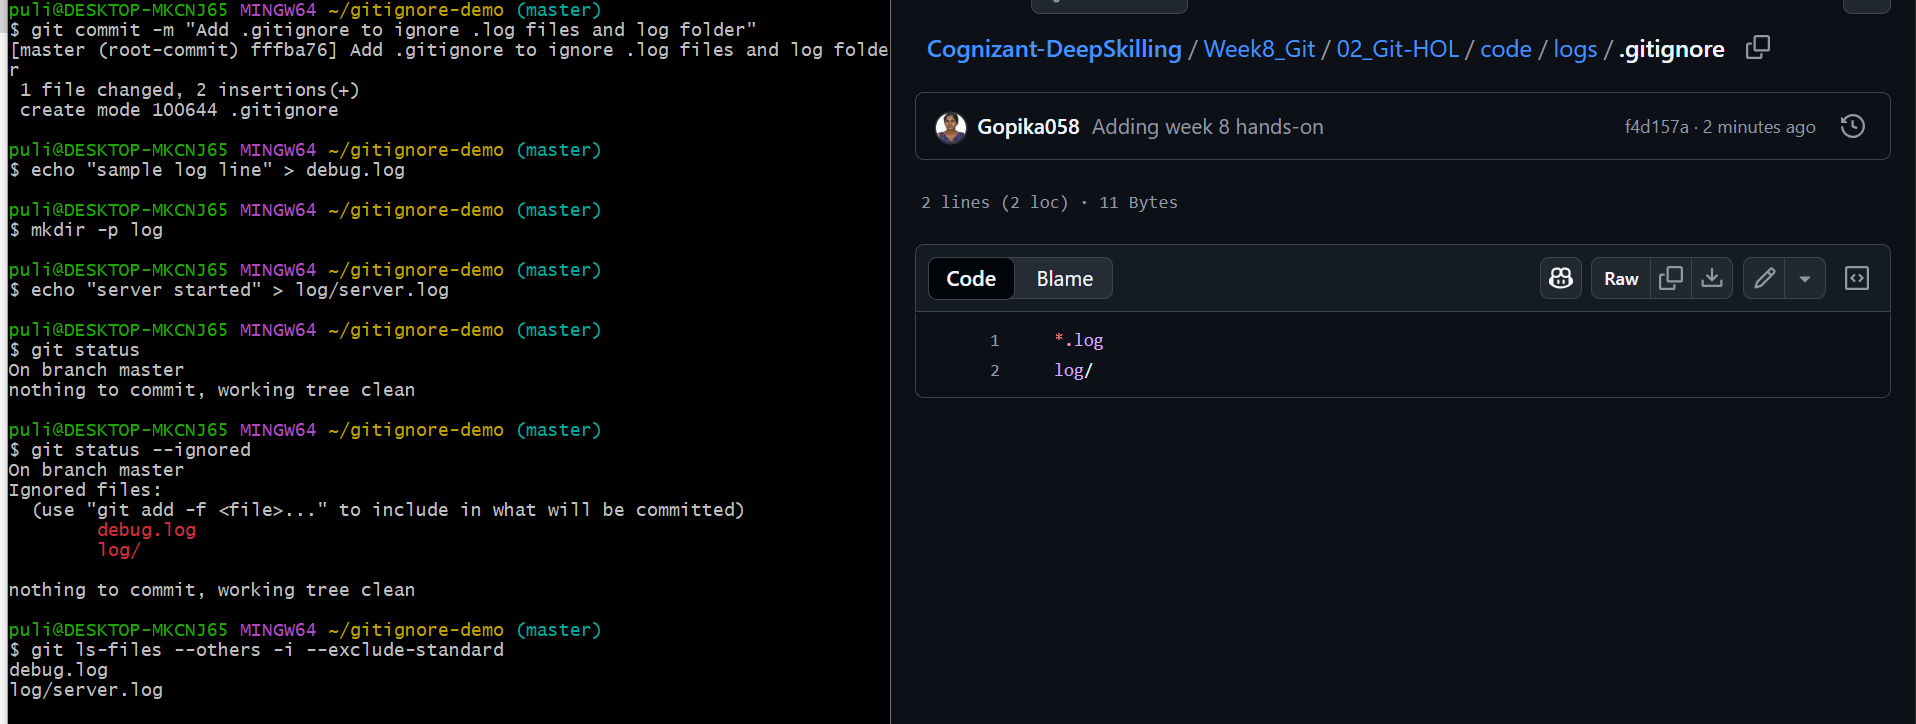 puli@DESKTOP-MKCNJ65 MINGW64 ~/gitignore-demo (master)
$ git commit -m "Add .gitignore to ignore .log files and log folder"
[master (root-commit) fffba76] Add .gitignore to ignore .log files and log folde
r
 1 file changed, 2 insertions(+)
 create mode 100644 .gitignore

puli@DESKTOP-MKCNJ65 MINGW64 ~/gitignore-demo (master)
$ echo "sample log line" > debug.log

puli@DESKTOP-MKCNJ65 MINGW64 ~/gitignore-demo (master)
$ mkdir -p log

puli@DESKTOP-MKCNJ65 MINGW64 ~/gitignore-demo (master)
$ echo "server started" > log/server.log

puli@DESKTOP-MKCNJ65 MINGW64 ~/gitignore-demo (master)
$ git status
On branch master
nothing to commit, working tree clean

puli@DESKTOP-MKCNJ65 MINGW64 ~/gitignore-demo (master)
$ git status --ignored
On branch master
Ignored files:
  (use "git add -f <file>..." to include in what will be committed)
        debug.log
        log/

nothing to commit, working tree clean

puli@DESKTOP-MKCNJ65 MINGW64 ~/gitignore-demo (master)
$ git ls-files --others -i --exclude-standard
debug.log
log/server.log

Cognizant-DeepSkilling / Week8_Git / 02_Git-HOL / code / logs / .gitignore
Gopika058 Adding week 8 hands-on f4d157a · 2 minutes ago
2 lines (2 loc) · 11 Bytes
Code Blame Raw
1 *.log
2 log/